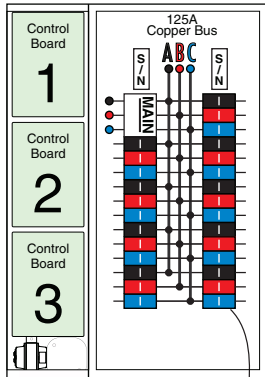 Control
Board
1
Control
Board
2
Control
Board
3
125A
Copper Bus
S/N
A B C
S/N
MAIN